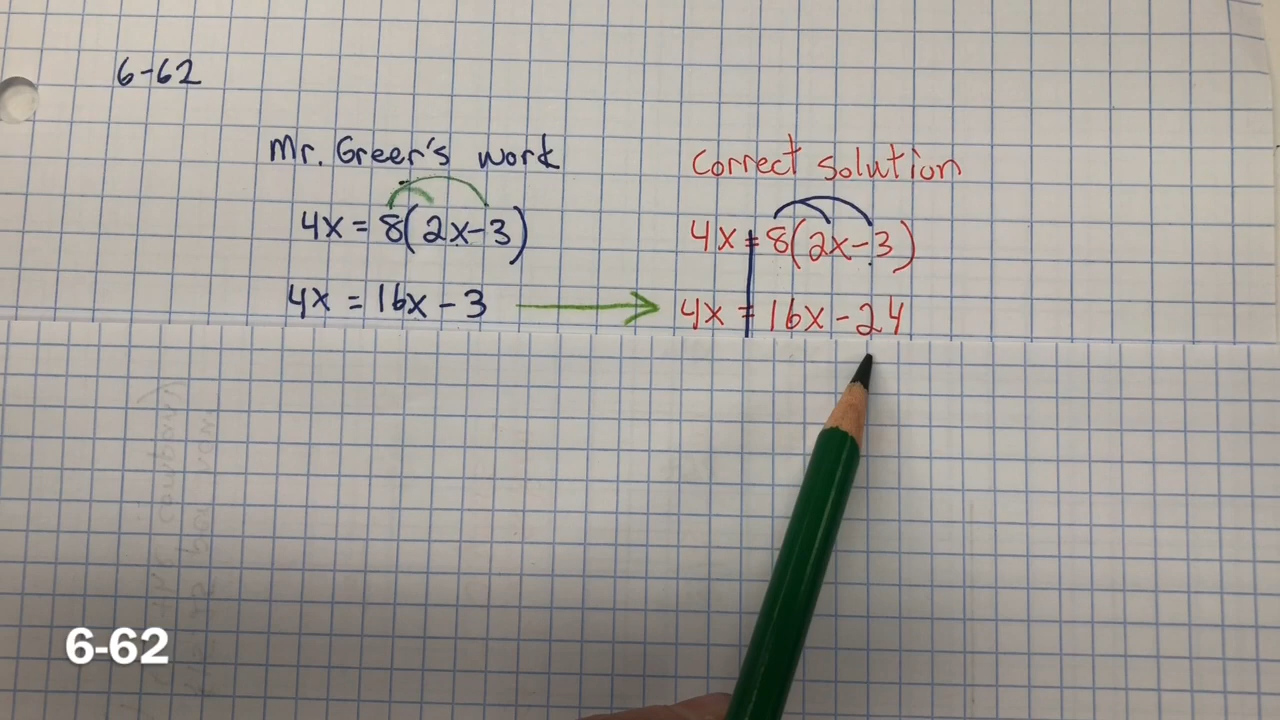 6-62
Mr. Greer's work
4x = 8(2x-3)
4x = 16x - 3
Correct solution
4x = 8(2x-3)
4x = 16x - 24
6-62